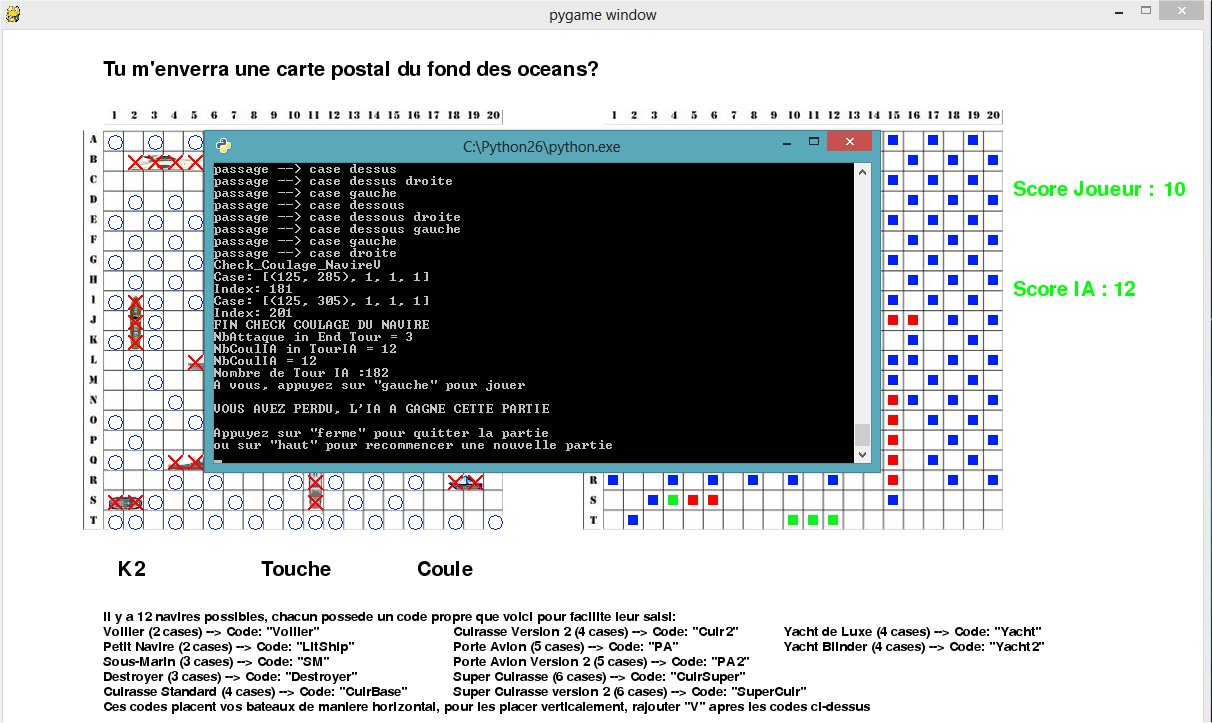 pygame window
Tu m'enverra une carte postal du fond des oceans?
1 2 3 4 5 6 7 8 9 10 11 12 13 14 15 16 17 18 19 20
1 2 3 4 5 6 7 8 9 10 11 12 13 14 15 16 17 18 19 20
A
B
C
D
E
F
G
H
I
J
K
L
M
N
O
P
Q
R
S
T
C:\Python26\python.exe
passage --> case dessus
passage --> case dessus droite
passage --> case gauche
passage --> case dessous
passage --> case dessous droite
passage --> case dessous gauche
passage --> case gauche
passage --> case droite
Check_Coulage_NavireV
Case: [(125, 285), 1, 1, 1]
Index: 181
Case: [(125, 305), 1, 1, 1]
Index: 201
FIN CHECK COULAGE DU NAVIRE
NbAttaque in End Tour = 3
NbCoulIA in TourIA = 12
NbCoulIA = 12
Nombre de Tour IA :182
A vous, appuyez sur "gauche" pour jouer
VOUS AVEZ PERDU, L'IA A GAGNE CETTE PARTIE
Appuyez sur "ferme" pour quitter la partie
ou sur "haut" pour recommencer une nouvelle partie
R
S
T
Score Joueur : 10
Score IA : 12
K2 Touche Coule
Il y a 12 navires possibles, chacun possede un code propre que voici pour facilite leur saisi:
Voilier (2 cases) --> Code: "Voilier"
Petit Navire (2 cases) --> Code: "LitShip"
Sous-Marin (3 cases) --> Code: "SM"
Destroyer (3 cases) --> Code: "Destroyer"
Cuirasse Standard (4 cases) --> Code: "CuirBase"
Cuirasse Version 2 (4 cases) --> Code: "Cuir2"
Porte Avion (5 cases) --> Code: "PA"
Porte Avion Version 2 (5 cases) --> Code: "PA2"
Super Cuirasse (6 cases) --> Code: "CuirSuper"
Super Cuirasse version 2 (6 cases) --> Code: "SuperCuir"
Yacht de Luxe (4 cases) --> Code: "Yacht"
Yacht Blinder (4 cases) --> Code: "Yacht2"
Ces codes placent vos bateaux de maniere horizontal, pour les placer verticalement, rajouter "V" apres les codes ci-dessus